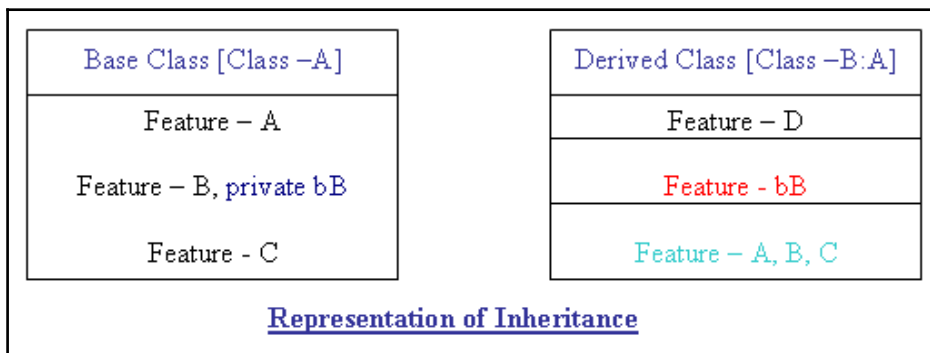 Base Class [Class –A]
Feature – A
Feature – B, private bB
Feature - C
Derived Class [Class –B:A]
Feature – D
Feature - bB
Feature – A, B, C
Representation of Inheritance